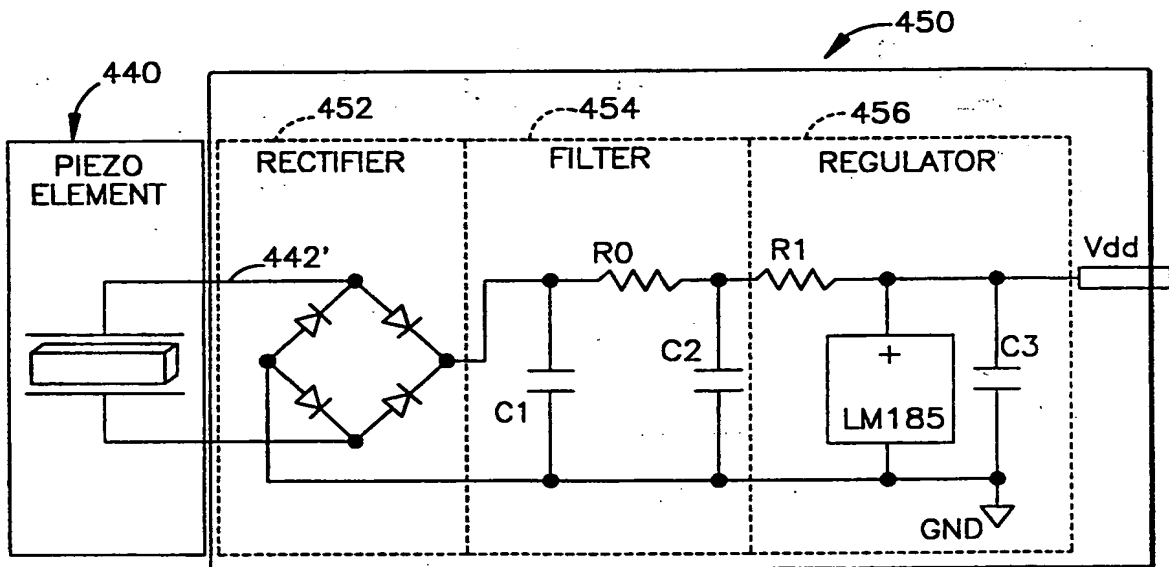 450
440
452
454
456
PIEZO
ELEMENT
RECTIFIER
FILTER
REGULATOR
442'
R0
R1
Vdd
C1
C2
+
LM185
C3
GND